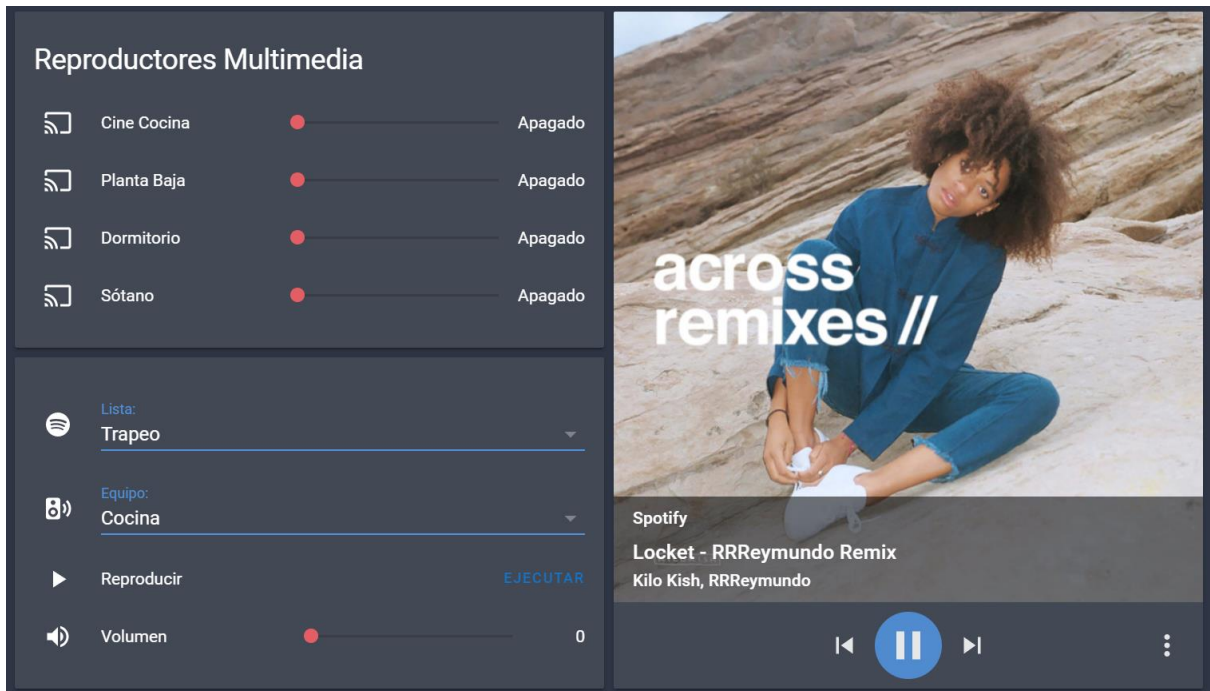 Reproductores Multimedia
Cine Cocina Apagado
Planta Baja Apagado
Dormitorio Apagado
Sótano Apagado
Lista:
Trapeo
Equipo:
Cocina
Reproducir EJECUTAR
Volumen 0
across
remixes //
Spotify
Locket - RRReymundo Remix
Kilo Kish, RRReymundo